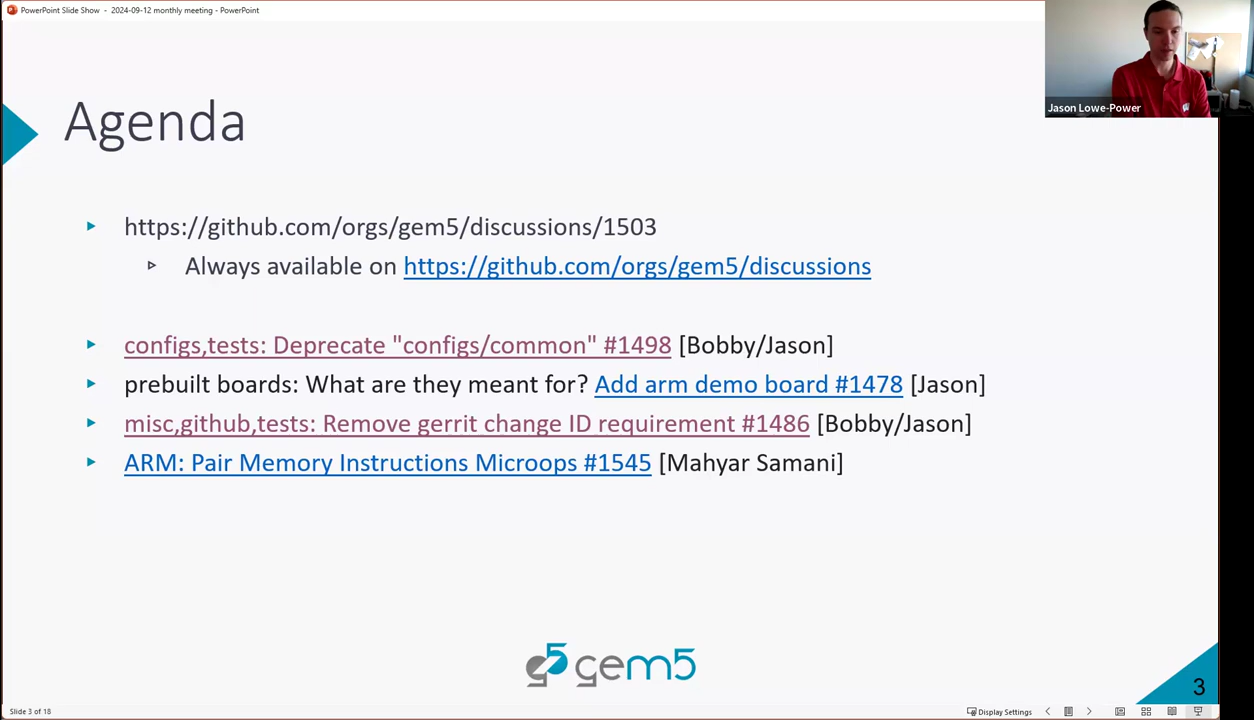 PowerPoint Slide Show - 2024-09-12 monthly meeting - PowerPoint
Jason Lowe-Power
Agenda
https://github.com/orgs/gem5/discussions/1503
Always available on https://github.com/orgs/gem5/discussions
configs,tests: Deprecate "configs/common" #1498 [Bobby/Jason]
prebuilt boards: What are they meant for? Add arm demo board #1478 [Jason]
misc,github,tests: Remove gerrit change ID requirement #1486 [Bobby/Jason]
ARM: Pair Memory Instructions Microops #1545 [Mahyar Samani]
g5 gem5
3
Slide 3 of 18
Display Settings